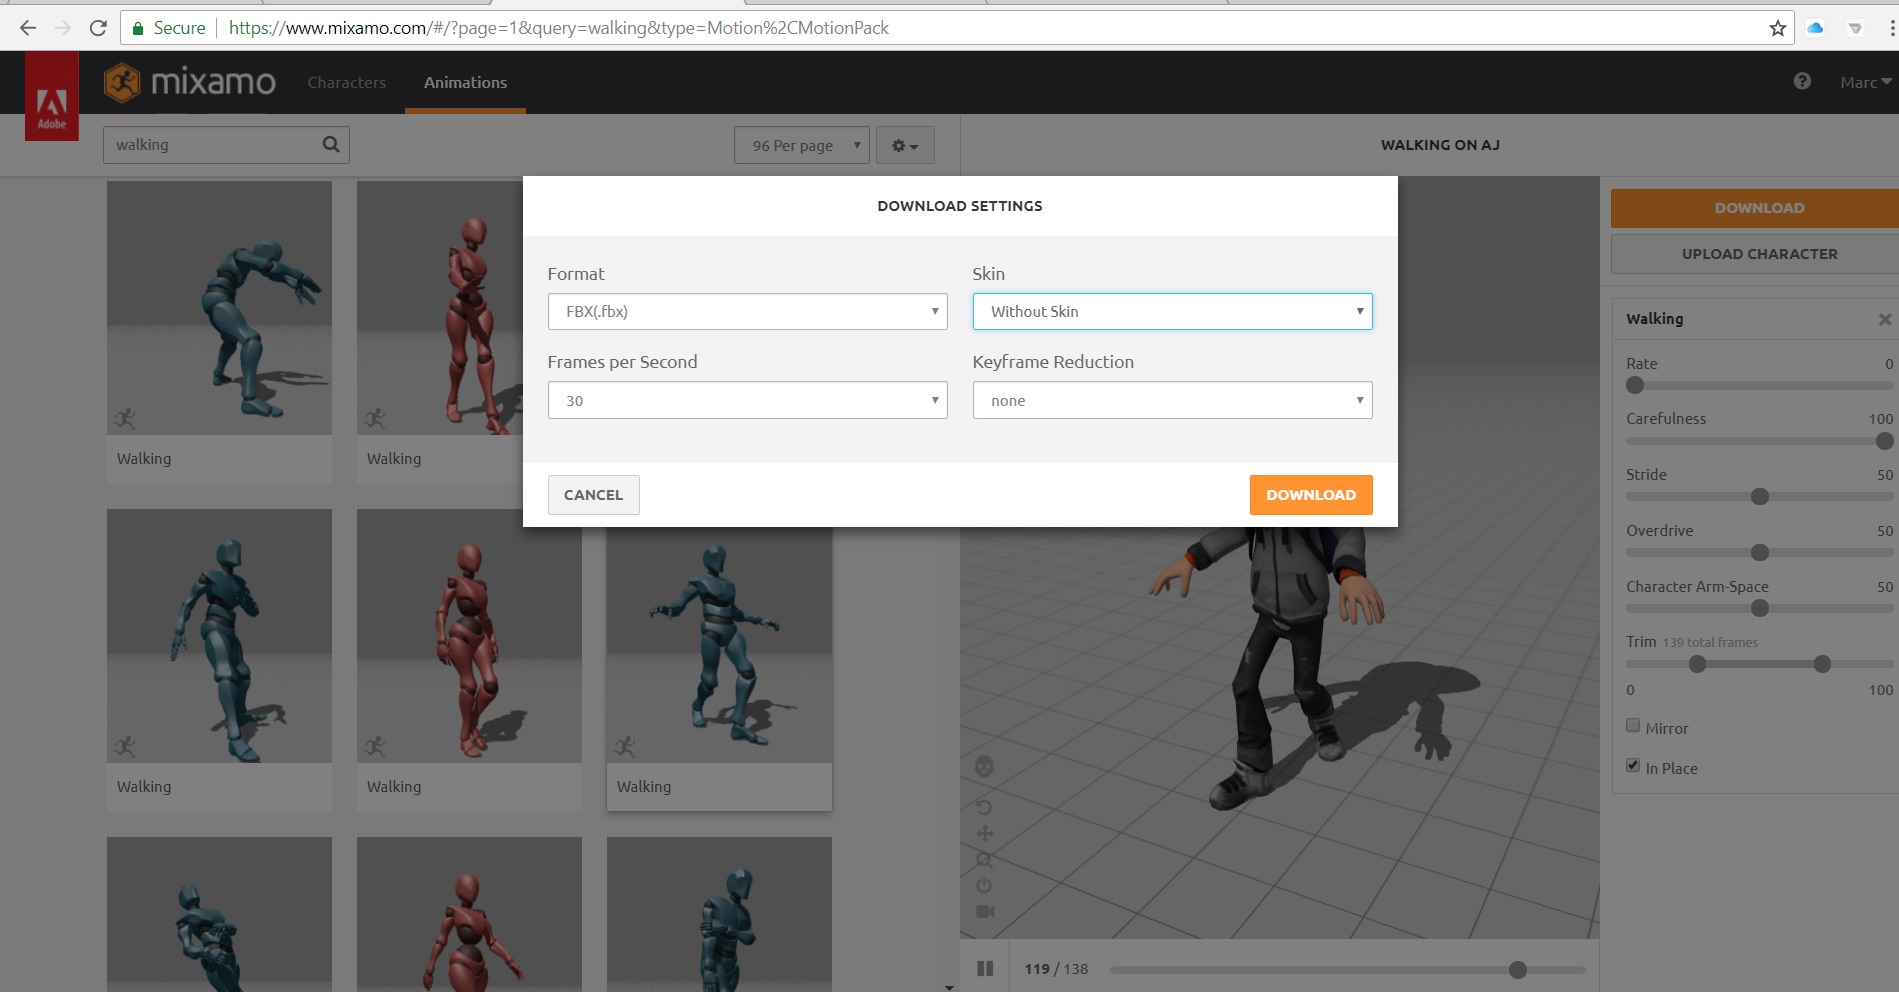 Secure
https://www.mixamo.com/#/?page=1&query=walking&type=Motion%2CMotionPack
Adobe
mixamo
Characters
Animations
Marc
walking
96 Per page
WALKING ON AJ
DOWNLOAD SETTINGS
Format
Skin
FBX(.fbx)
Without Skin
Frames per Second
Keyframe Reduction
30
none
CANCEL
DOWNLOAD
Walking
Walking
Walking
Walking
Walking
DOWNLOAD
UPLOAD CHARACTER
Walking
Rate 0
Carefulness 100
Stride 50
Overdrive 50
Character Arm-Space 50
Trim 139 total frames
0 100
Mirror
In Place
119 / 138